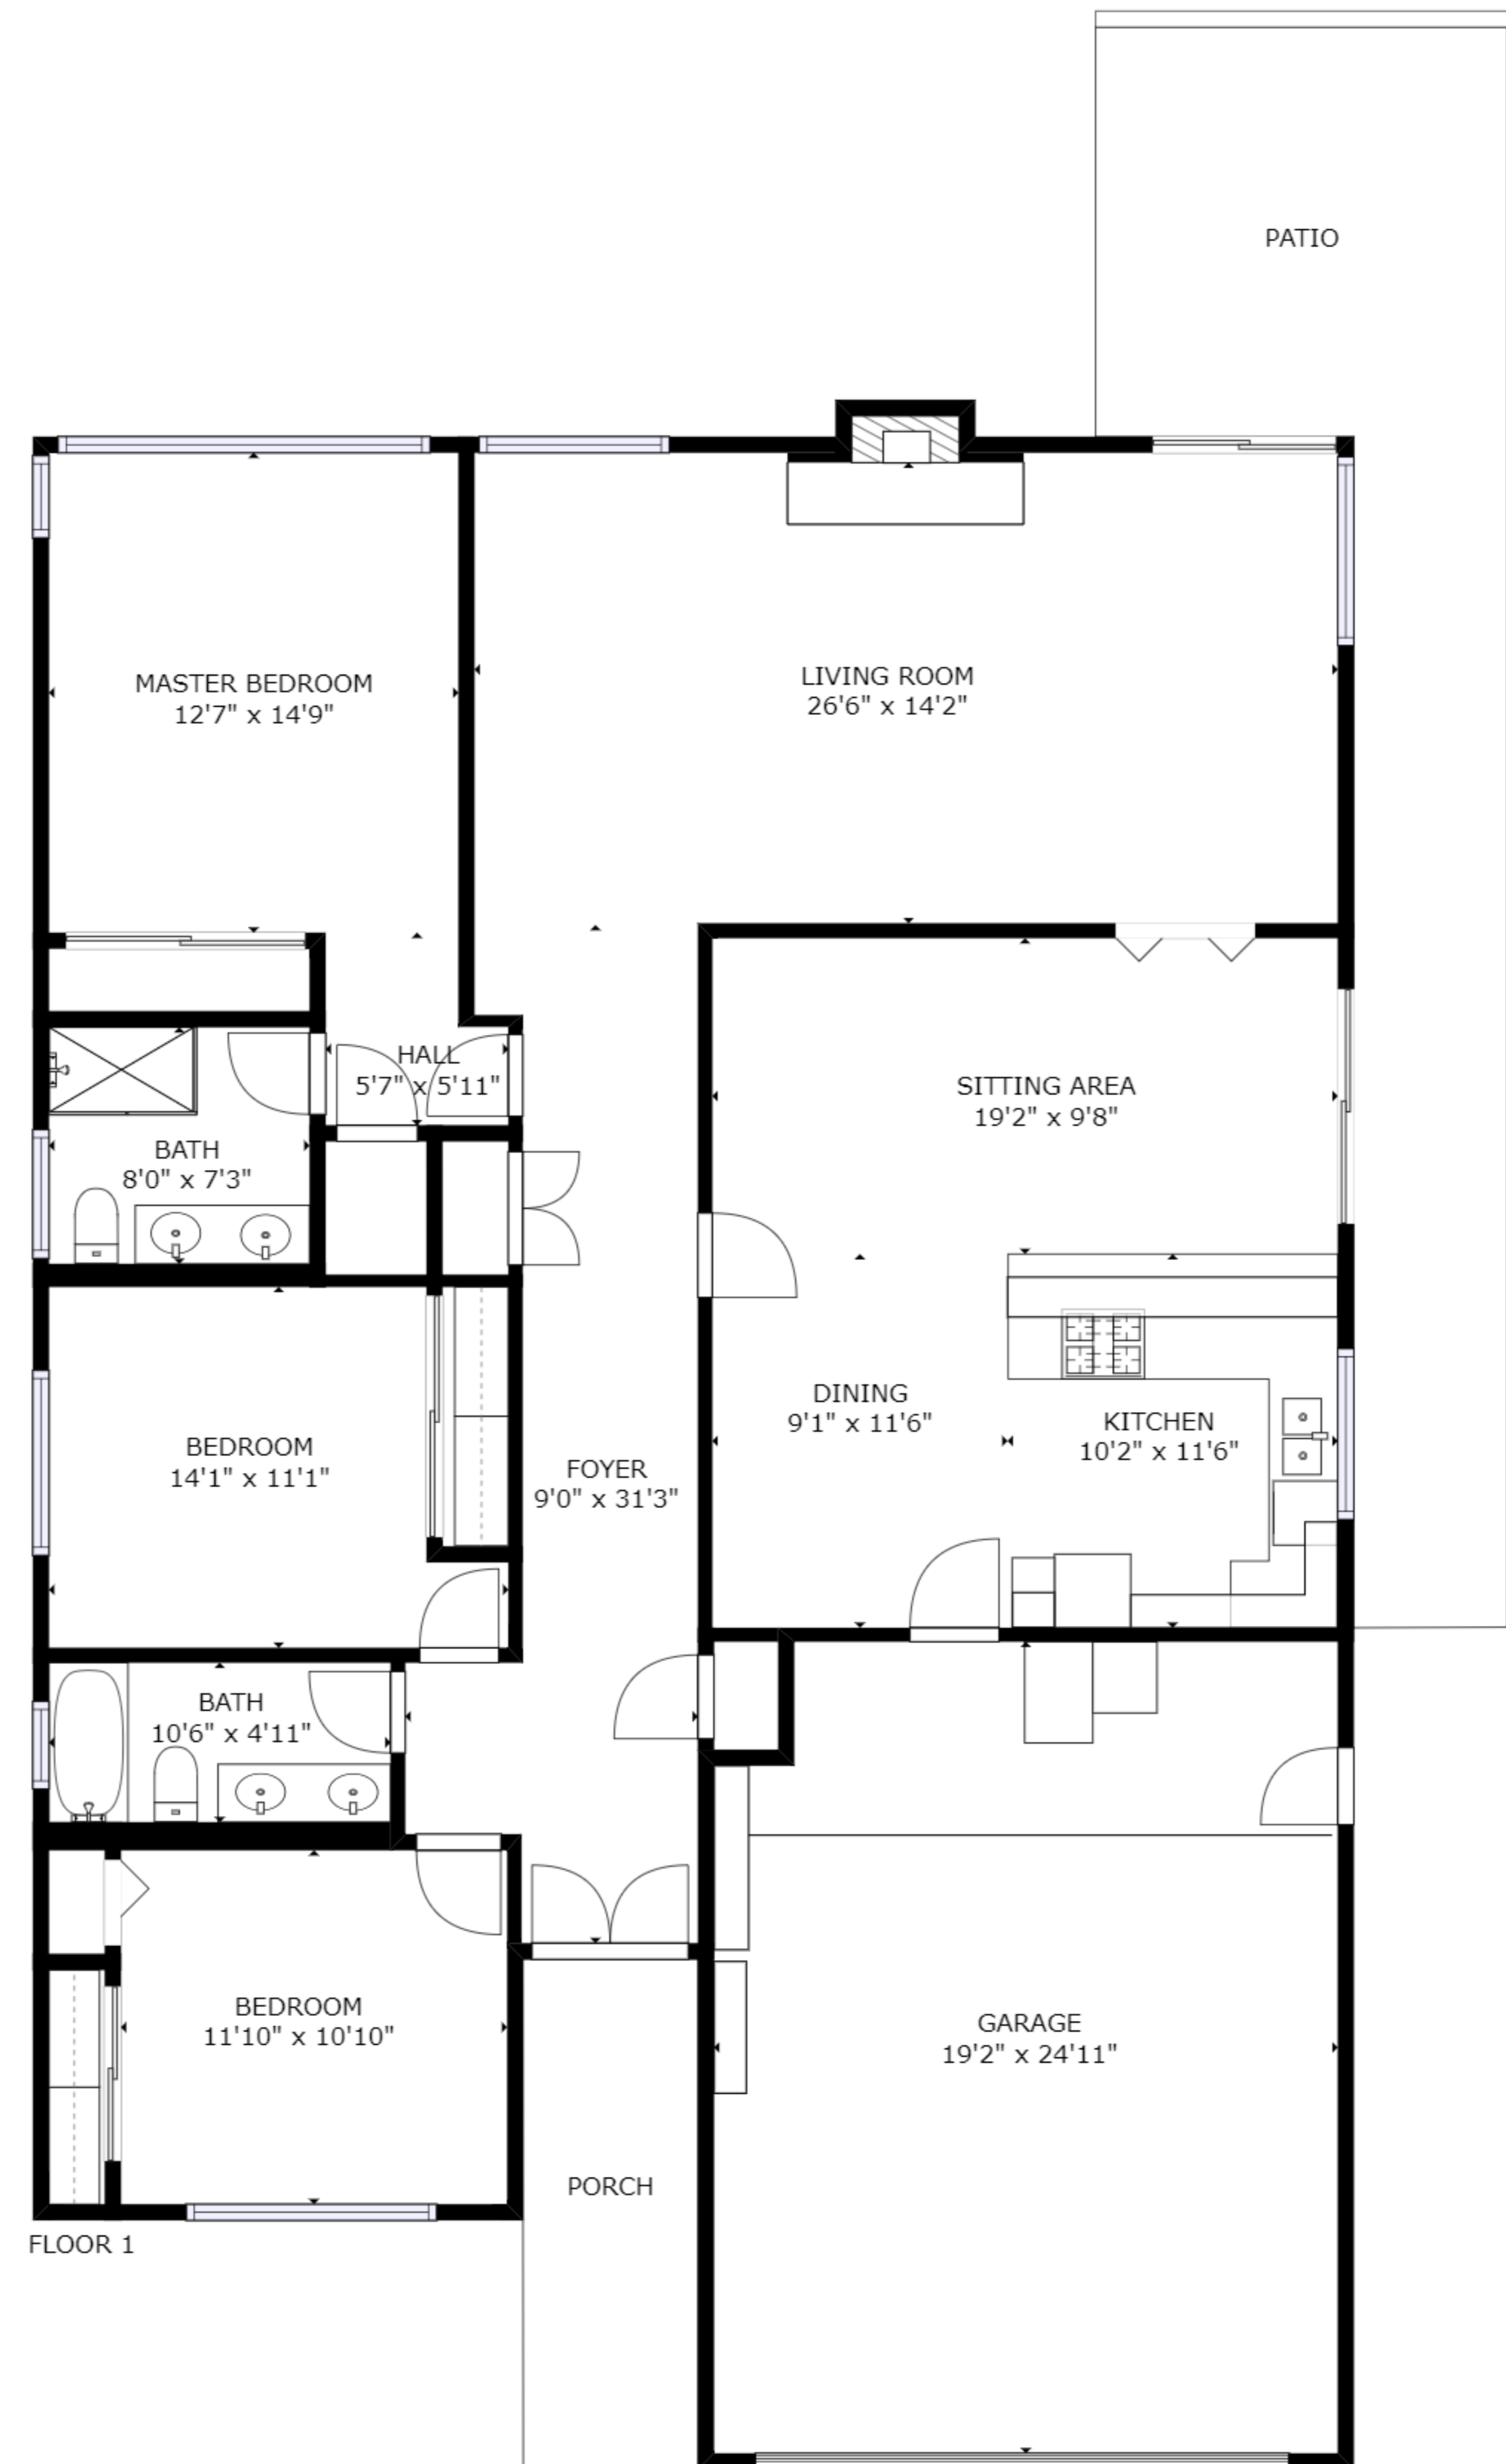 PATIO
MASTER BEDROOM
12'7" x 14'9"
LIVING ROOM
26'6" x 14'2"
HALL
5'7" x 5'11"
SITTING AREA
19'2" x 9'8"
BATH
8'0" x 7'3"
DINING
9'1" x 11'6"
KITCHEN
10'2" x 11'6"
BEDROOM
14'1" x 11'1"
FOYER
9'0" x 31'3"
BATH
10'6" x 4'11"
BEDROOM
11'10" x 10'10"
GARAGE
19'2" x 24'11"
PORCH
FLOOR 1